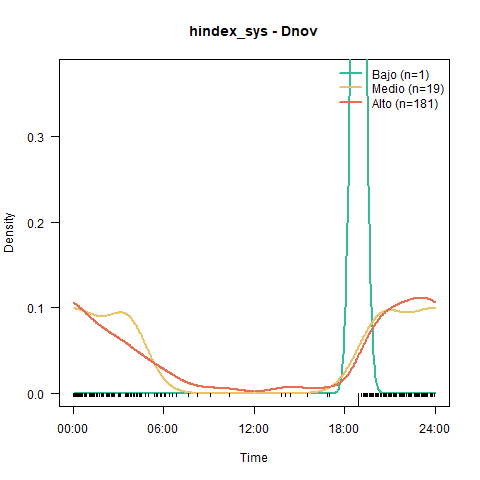 hindex_sys - Dnov
Bajo (n=1)
Medio (n=19)
Alto (n=181)
Density
0.3
0.2
0.1
0.0
00:00 06:00 12:00 18:00 24:00
Time